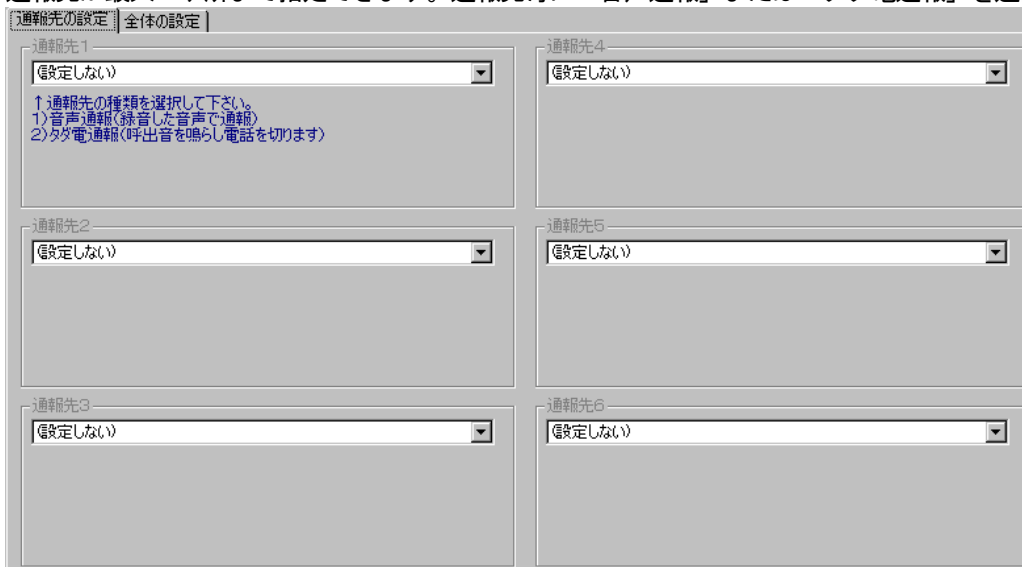 通報先の設定 全体の設定
通報先1
(設定しない)
↑通報先の種類を選択して下さい。
1)音声通報(録音した音声で通報)
2)タダ電通報(呼出音を鳴らし電話を切ります)
通報先2
(設定しない)
通報先3
(設定しない)
通報先4
(設定しない)
通報先5
(設定しない)
通報先6
(設定しない)